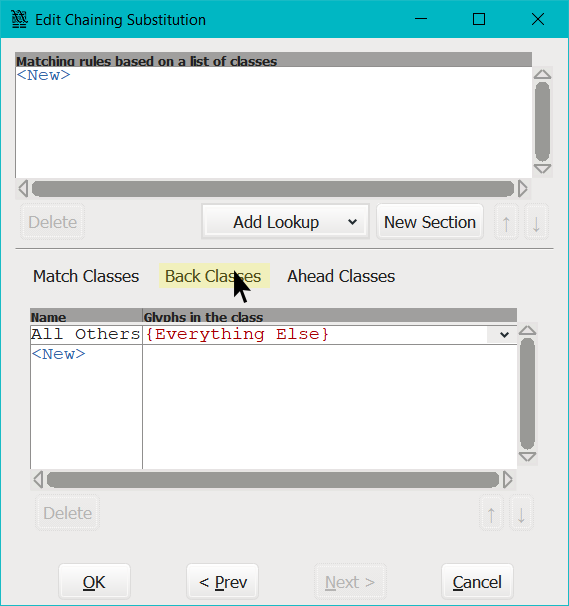 Edit Chaining Substitution
Matching rules based on a list of classes
<New>
Delete
Add Lookup
New Section
↑
↓
Match Classes
Back Classes
Ahead Classes
Name
Glyphs in the class
All Others
{Everything Else}
<New>
Delete
↑
↓
OK
< Prev
Next >
Cancel